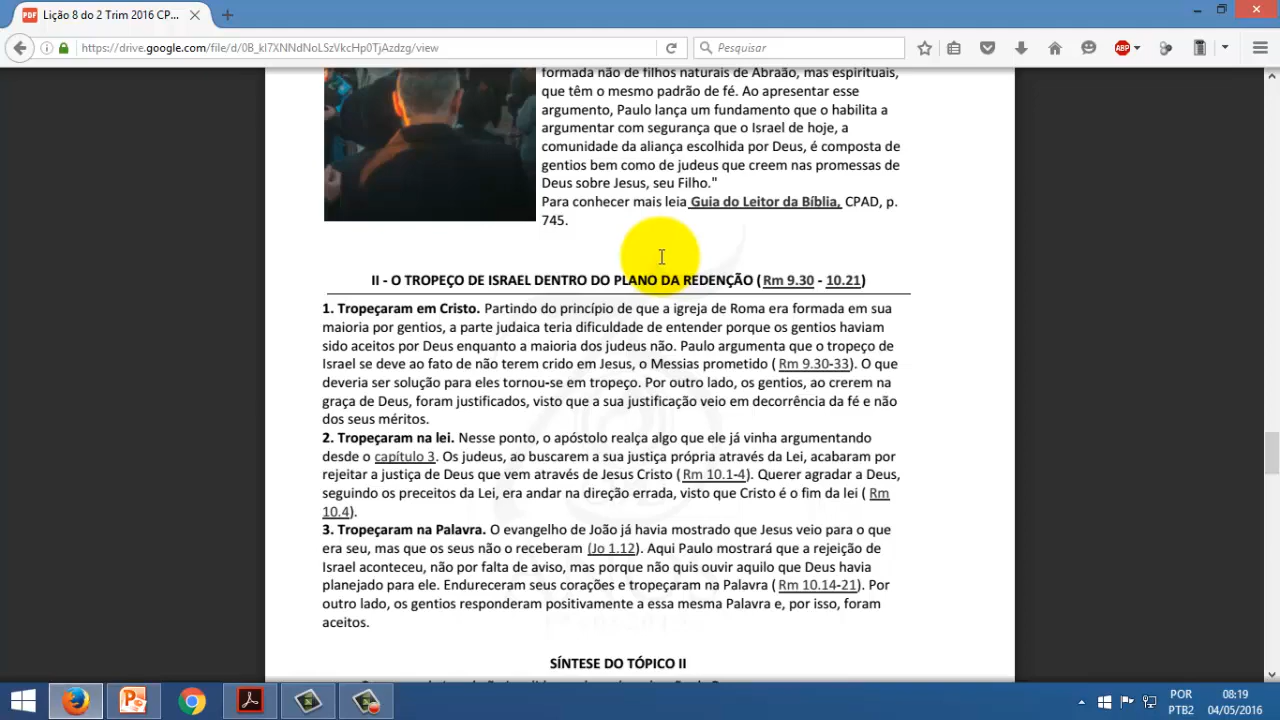 Lição 8 do 2 Trim 2016 CP...
https://drive.google.com/file/d/0B_kl7XNNdNoLSzVkcHp0TjAzdzg/view
Pesquisar
ABP
formada não de filhos naturais de Abraão, mas espirituais,
que têm o mesmo padrão de fé. Ao apresentar esse
argumento, Paulo lança um fundamento que o habilita a
argumentar com segurança que o Israel de hoje, a
comunidade da aliança escolhida por Deus, é composta de
gentios bem como de judeus que creem nas promessas de
Deus sobre Jesus, seu Filho."
Para conhecer mais leia Guia do Leitor da Bíblia, CPAD, p.
745.
II - O TROPEÇO DE ISRAEL DENTRO DO PLANO DA REDENÇÃO (Rm 9.30 - 10.21)
1. Tropeçaram em Cristo. Partindo do princípio de que a igreja de Roma era formada em sua
maioria por gentios, a parte judaica teria dificuldade de entender porque os gentios haviam
sido aceitos por Deus enquanto a maioria dos judeus não. Paulo argumenta que o tropeço de
Israel se deve ao fato de não terem crido em Jesus, o Messias prometido ( Rm 9.30-33). O que
deveria ser solução para eles tornou-se em tropeço. Por outro lado, os gentios, ao crerem na
graça de Deus, foram justificados, visto que a sua justificação veio em decorrência da fé e não
dos seus méritos.
2. Tropeçaram na lei. Nesse ponto, o apóstolo realça algo que ele já vinha argumentando
desde o capítulo 3. Os judeus, ao buscarem a sua justiça própria através da Lei, acabaram por
rejeitar a justiça de Deus que vem através de Jesus Cristo ( Rm 10.1-4). Querer agradar a Deus,
seguindo os preceitos da Lei, era andar na direção errada, visto que Cristo é o fim da lei ( Rm
10.4).
3. Tropeçaram na Palavra. O evangelho de João já havia mostrado que Jesus veio para o que
era seu, mas que os seus não o receberam (Jo 1.12). Aqui Paulo mostrará que a rejeição de
Israel aconteceu, não por falta de aviso, mas porque não quis ouvir aquilo que Deus havia
planejado para ele. Endureceram seus corações e tropeçaram na Palavra ( Rm 10.14-21). Por
outro lado, os gentios responderam positivamente a essa mesma Palavra e, por isso, foram
aceitos.
SÍNTESE DO TÓPICO II
POR
PTB2
08:19
04/05/2016